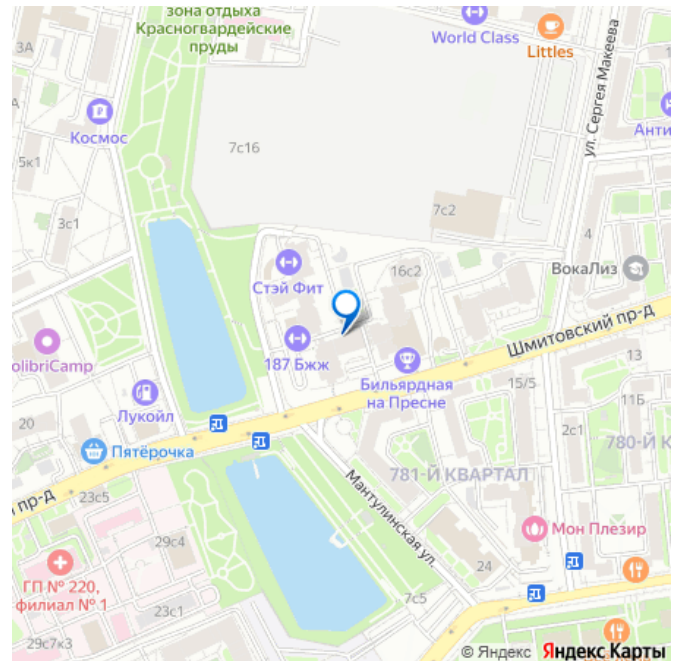 зона отдыха
Красногвардейские
пруды
World Class
Littles
3А
Космос
7с16
ул. Сергея Макеева
Анти
5к1
3с1
7с2
4
ВокаЛиз
Стэй Фит
16с2
Шмитовский пр-д
olibriCamp
187 Бжж
Бильярдная
на Пресне
13
Лукойл
15/5
11Б
20
2с1
780-Й К
Пятёрочка
781-Й КВАРТАЛ
й пр-д
23с5
Мантулинская ул.
Мон Плезир
29с4
24
ГП № 220,
филиал № 1
23с1
7с5
29с7к3
© Яндекс Яндекс Карты